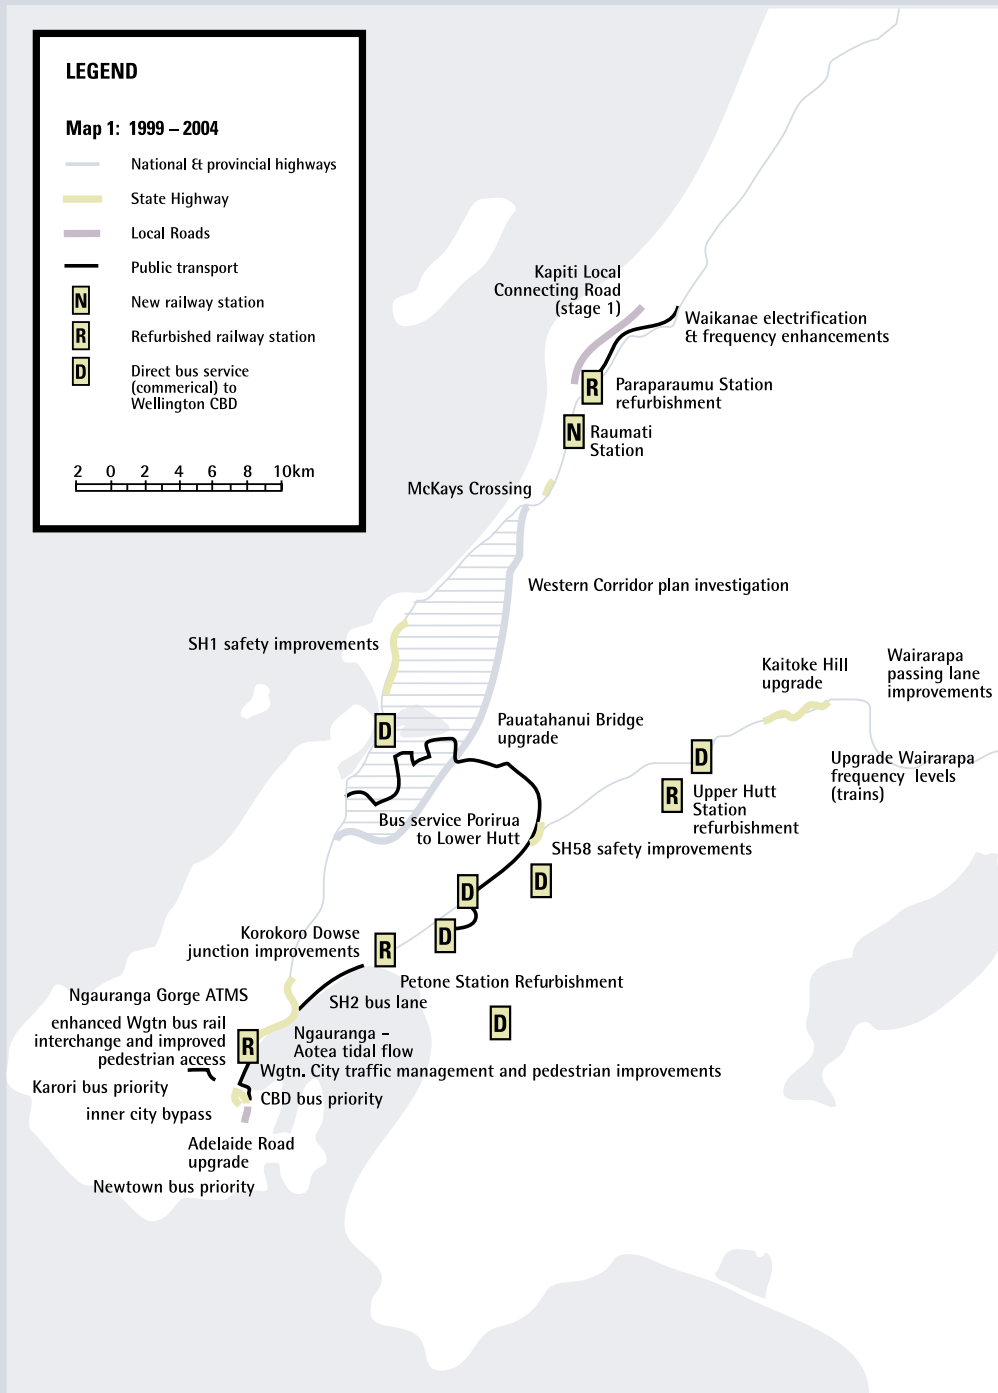 LEGEND
Map 1: 1999 – 2004
National & provincial highways
State Highway
Local Roads
Public transport
N
New railway station
R
Refurbished railway station
D
Direct bus service
(commerical) to
Wellington CBD
2 0 2 4 6 8 10km
Kapiti Local
Connecting Road
(stage 1)
Waikanae electrification
& frequency enhancements
R
Paraparaumu Station
refurbishment
N
Raumati
Station
McKays Crossing
Western Corridor plan investigation
SH1 safety improvements
Kaitoke Hill
upgrade
Wairarapa
passing lane
improvements
D
Pauatahanui Bridge
upgrade
D
Upgrade Wairarapa
frequency levels
(trains)
R
Upper Hutt
Station
refurbishment
Bus service Porirua
to Lower Hutt
SH58 safety improvements
D
D
D
Korokoro Dowse
junction improvements
R
Petone Station Refurbishment
Ngauranga Gorge ATMS
SH2 bus lane
D
enhanced Wgtn bus rail
interchange and improved
pedestrian access
R
Ngauranga –
Aotea tidal flow
Wgtn. City traffic management and pedestrian improvements
Karori bus priority
CBD bus priority
inner city bypass
Adelaide Road
upgrade
Newtown bus priority